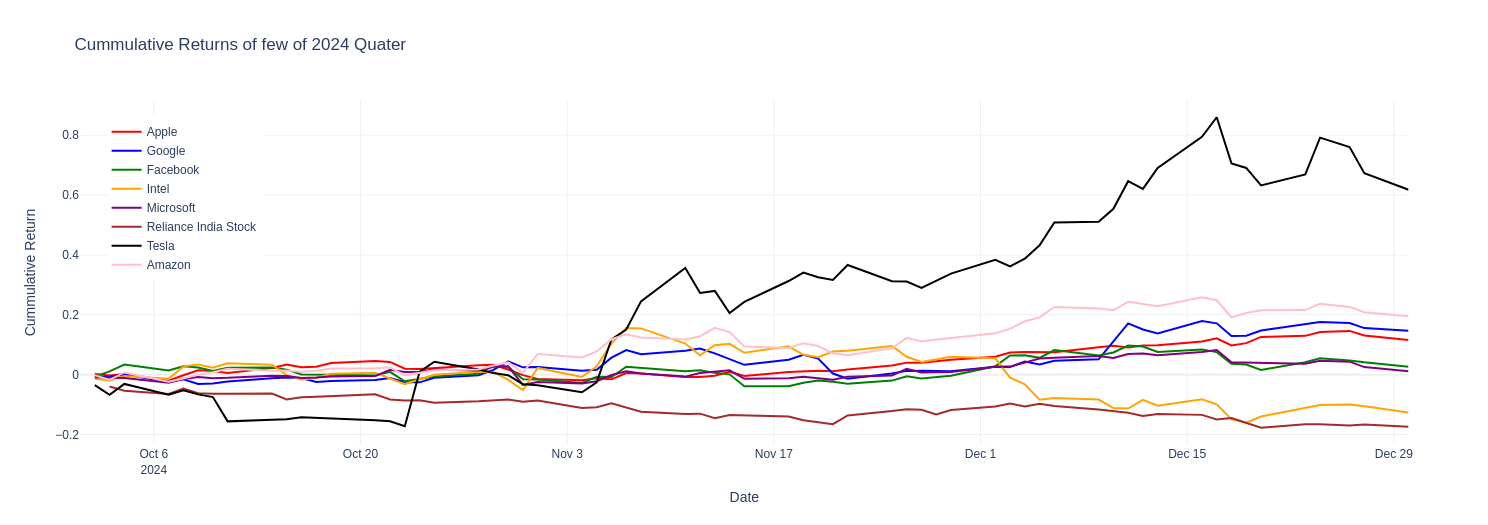 Cummulative Returns of few of 2024 Quater
Cummulative Return
0.8
0.6
0.4
0.2
0
−0.2
Apple
Google
Facebook
Intel
Microsoft
Reliance India Stock
Tesla
Amazon
Oct 6
2024
Oct 20
Nov 3
Nov 17
Dec 1
Dec 15
Dec 29
Date